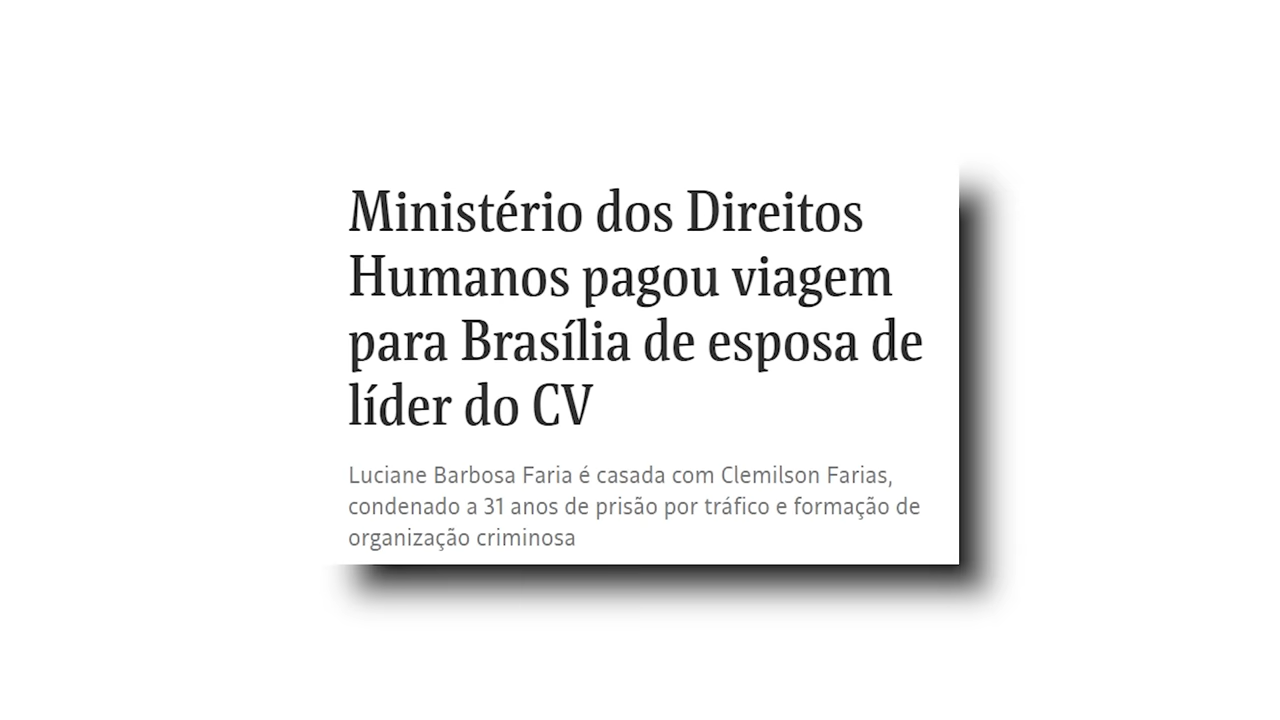 Ministério dos Direitos
Humanos pagou viagem
para Brasília de esposa de
líder do CV
Luciane Barbosa Faria é casada com Clemilson Farias,
condenado a 31 anos de prisão por tráfico e formação de
organização criminosa